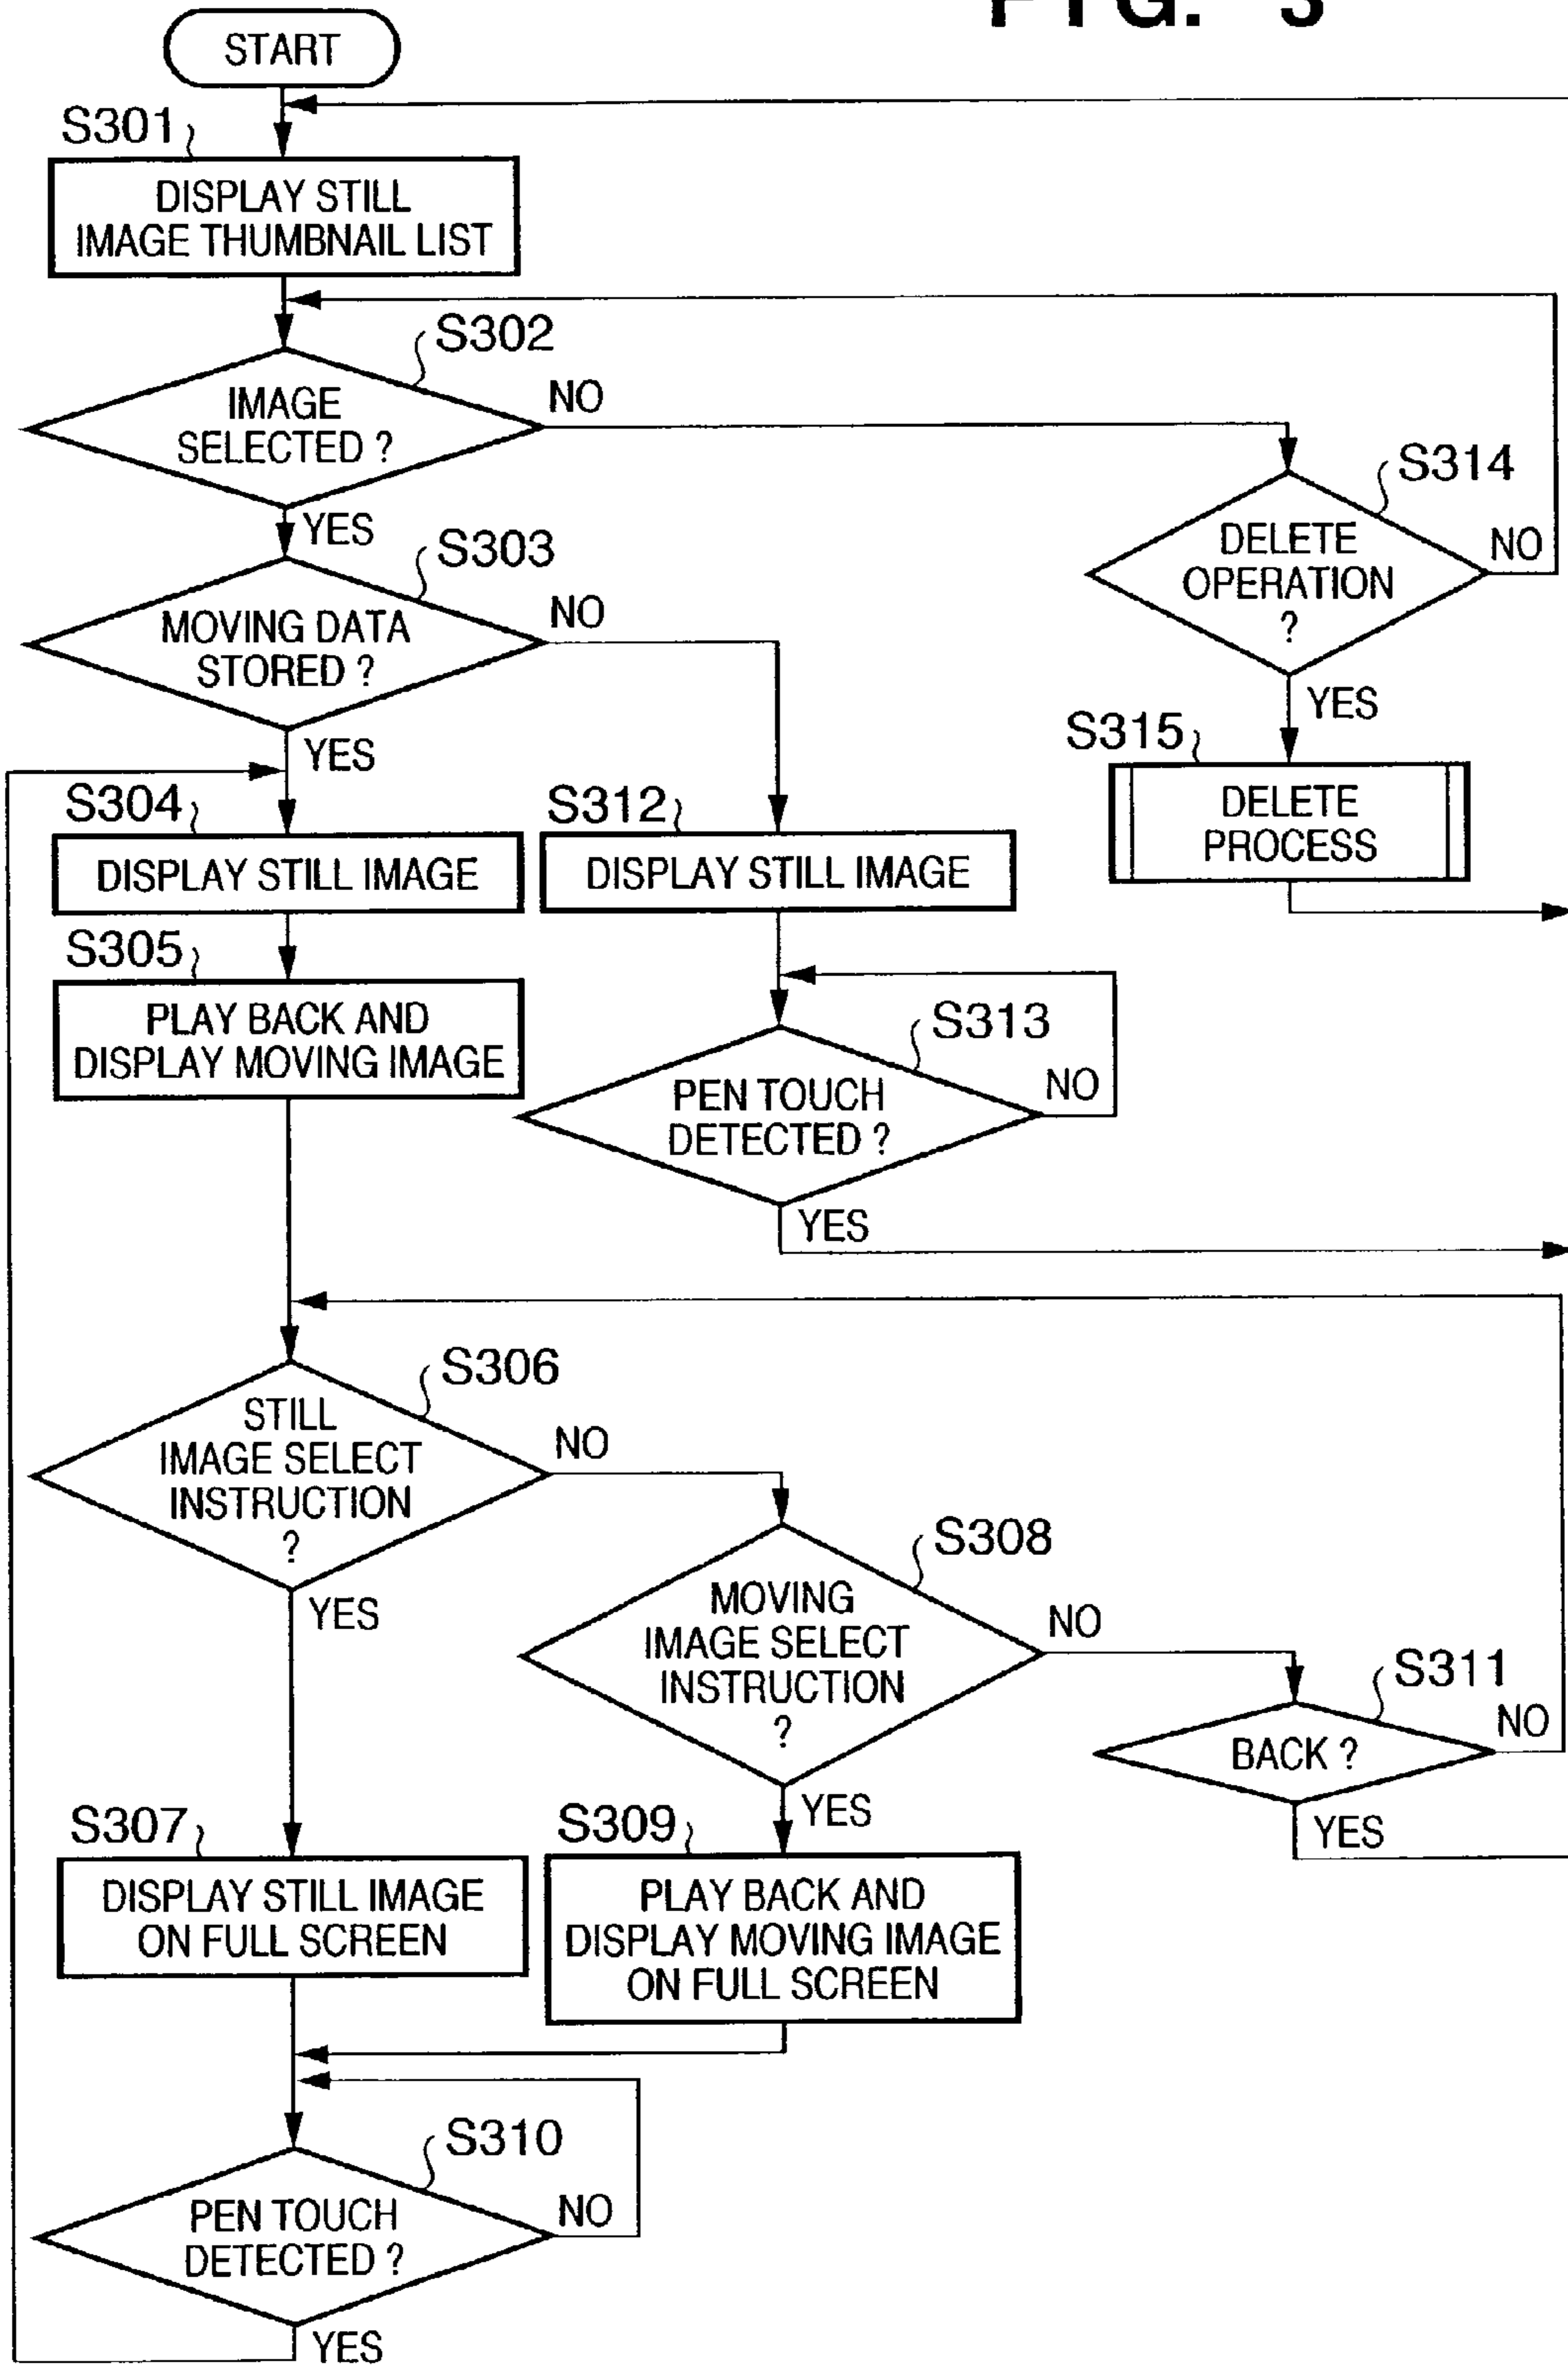 FIG. 3
START
S301
DISPLAY STILL
IMAGE THUMBNAIL LIST
S302
IMAGE
SELECTED ?
NO
YES
S314
DELETE
OPERATION
?
NO
YES
S303
MOVING DATA
STORED ?
NO
YES
S315
DELETE
PROCESS
S304
DISPLAY STILL IMAGE
S312
DISPLAY STILL IMAGE
S305
PLAY BACK AND
DISPLAY MOVING IMAGE
S313
PEN TOUCH
DETECTED ?
NO
YES
S306
STILL
IMAGE SELECT
INSTRUCTION
?
NO
YES
S308
MOVING
IMAGE SELECT
INSTRUCTION
?
NO
YES
S311
BACK ?
NO
YES
S307
DISPLAY STILL IMAGE
ON FULL SCREEN
S309
PLAY BACK AND
DISPLAY MOVING IMAGE
ON FULL SCREEN
S310
PEN TOUCH
DETECTED ?
NO
YES